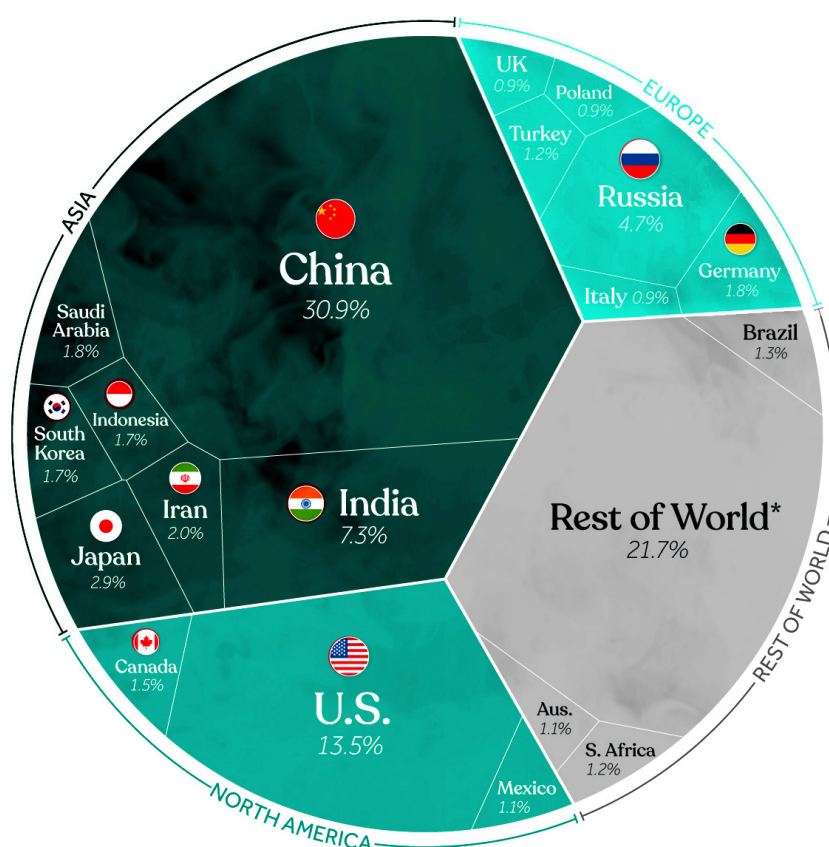 ASIA
China
30.9%
Saudi
Arabia
1.8%
Indonesia
1.7%
South
Korea
1.7%
Iran
2.0%
India
7.3%
Japan
2.9%
EUROPE
UK
0.9%
Poland
0.9%
Turkey
1.2%
Russia
4.7%
Germany
1.8%
Italy 0.9%
Brazil
1.3%
Rest of World*
21.7%
Aus.
1.1%
S. Africa
1.2%
REST OF WORLD
Canada
1.5%
U.S.
13.5%
Mexico
1.1%
NORTH AMERICA